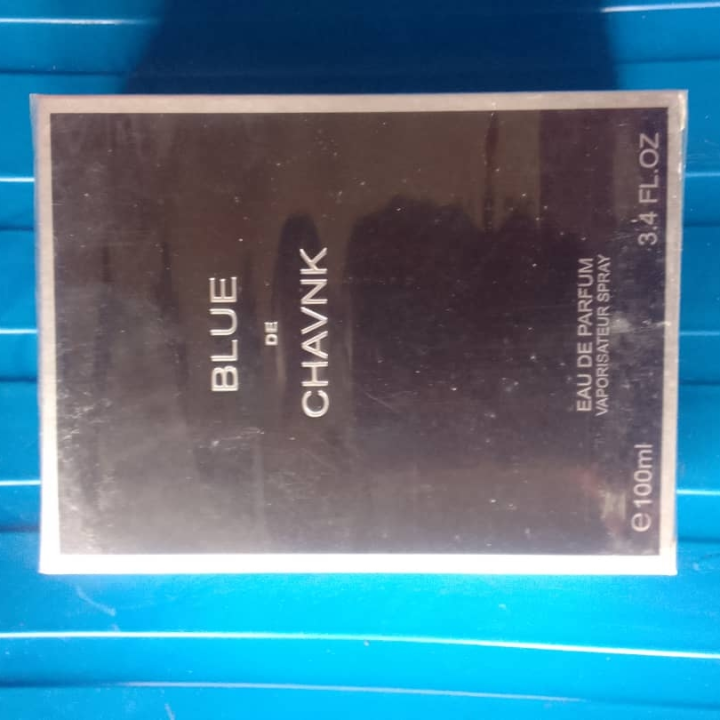 BLUE
DE
CHAVNK
EAU DE PARFUM
VAPORISATEUR SPRAY
e 100ml 3.4 FL.OZ